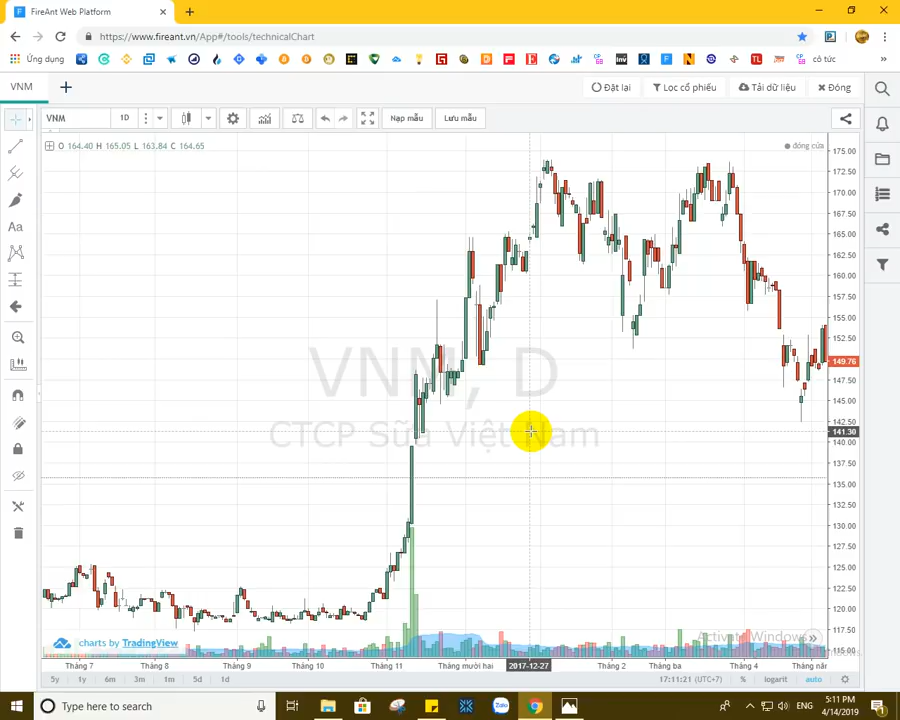 FireAnt Web Platform
https://www.fireant.vn/App#/tools/technicalChart
Ứng dụng
cổ tức
VNM
Đặt lại
Lọc cổ phiếu
Tải dữ liệu
Đóng
VNM 1D
Nạp mẫu
Lưu mẫu
O 164.40 H 165.05 L 163.84 C 164.65
đóng cửa
175.00
172.50
170.00
167.50
165.00
162.50
160.00
157.50
155.00
152.50
149.76
147.50
145.00
142.50
141.30
140.00
137.50
135.00
132.50
130.00
127.50
125.00
122.50
120.00
117.50
115.00
VNM, D
CTCP Sữa Việt Nam
charts by TradingView
Activate Windows
Tháng 7
Tháng 8
Tháng 9
Tháng 10
Tháng 11
Tháng mười hai
2017-12-27
Tháng 2
Tháng ba
Tháng 4
Tháng năm
5y 1y 6m 3m 1m 5d 1d
17:11:21 (UTC+7)
%
logarit
auto
Type here to search
Zalo
ENG
5:11 PM
4/14/2019